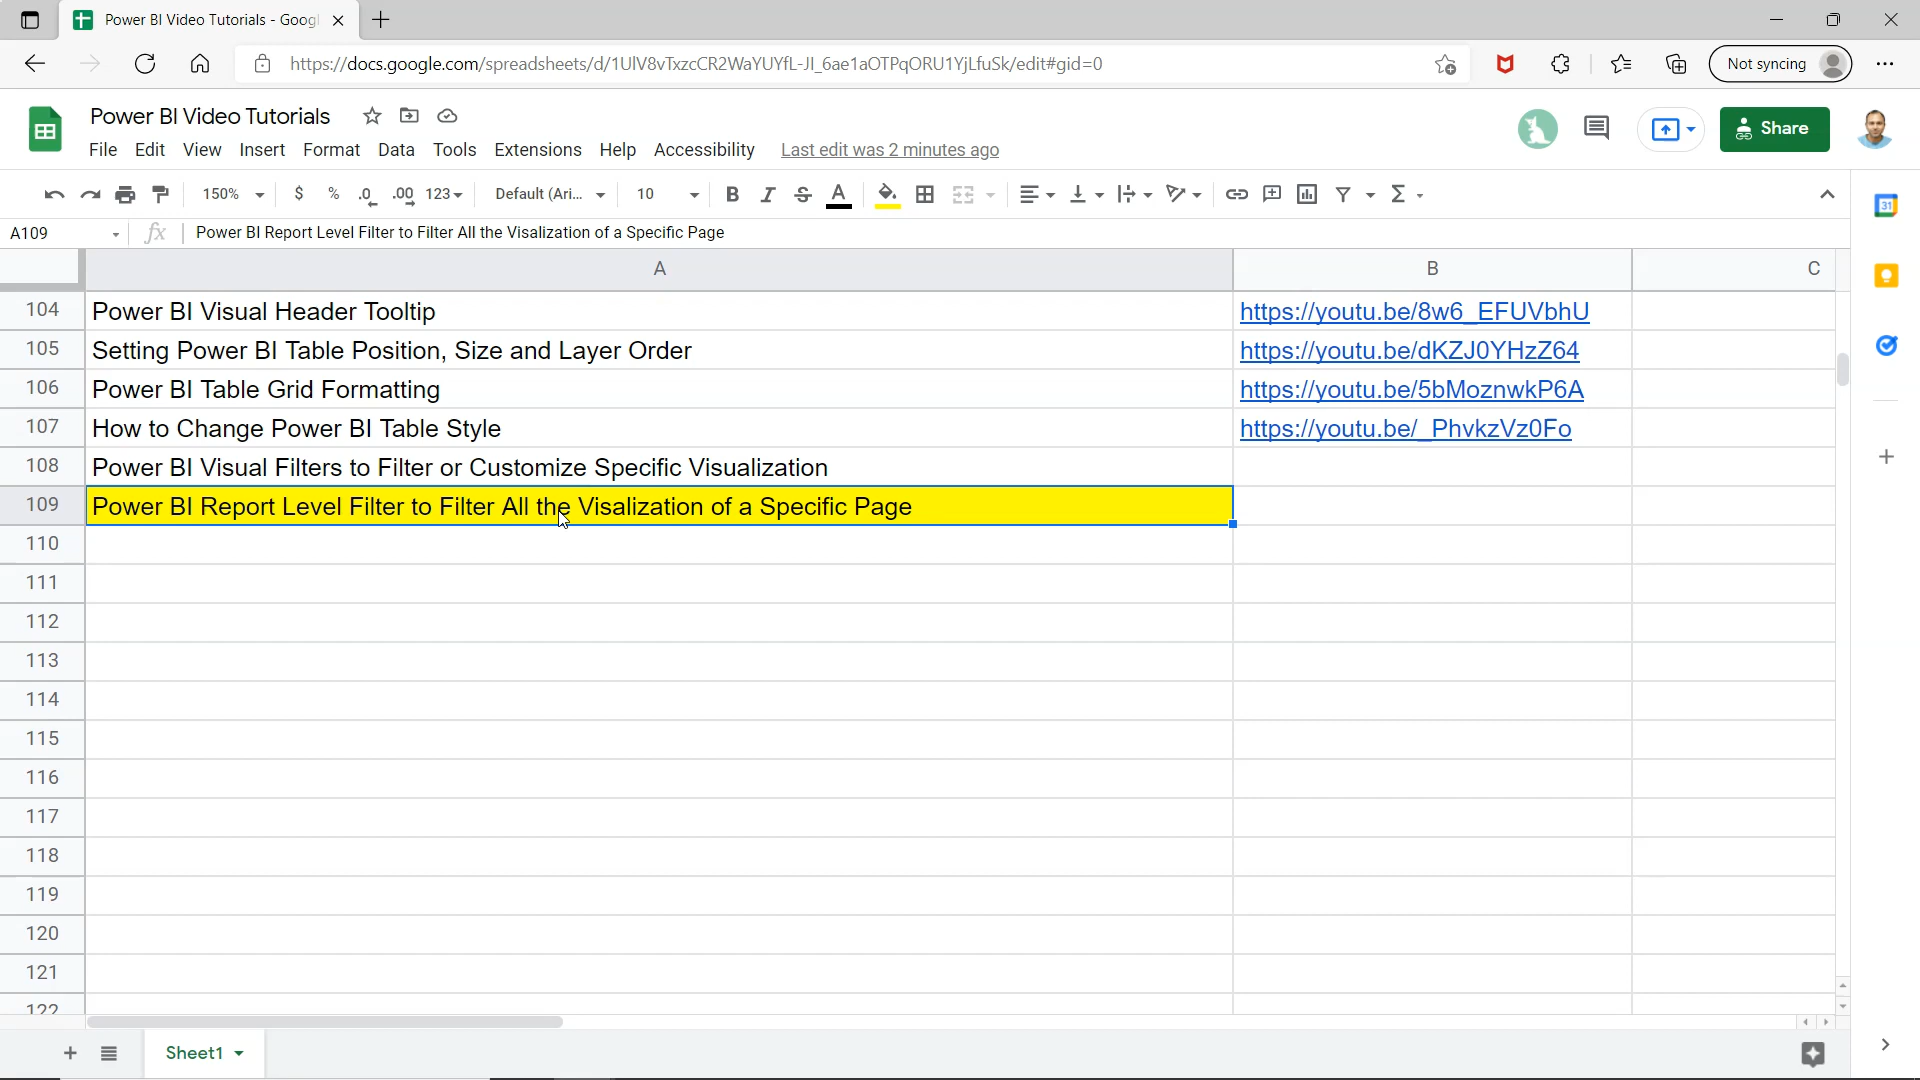 Power BI Video Tutorials - Goog
Not syncing
https://docs.google.com/spreadsheets/d/1UlV8vTxzcCR2WaYUYfL-JI_6ae1aOTPqORU1YjLfuSk/edit#gid=0
Power BI Video Tutorials
Share
File Edit View Insert Format Data Tools Extensions Help Accessibility Last edit was 2 minutes ago
150% $ % .0 .00 123 Default (Ari... 10 B I S A Σ
31
A109 fx Power BI Report Level Filter to Filter All the Visalization of a Specific Page
A B C
104 Power BI Visual Header Tooltip https://youtu.be/8w6_EFUVbhU
105 Setting Power BI Table Position, Size and Layer Order https://youtu.be/dKZJ0YHzZ64
106 Power BI Table Grid Formatting https://youtu.be/5bMoznwkP6A
107 How to Change Power BI Table Style https://youtu.be/_PhvkzVz0Fo
108 Power BI Visual Filters to Filter or Customize Specific Visualization
109 Power BI Report Level Filter to Filter All the Visalization of a Specific Page
110
111
112
113
114
115
116
117
118
119
120
121
122
Sheet1